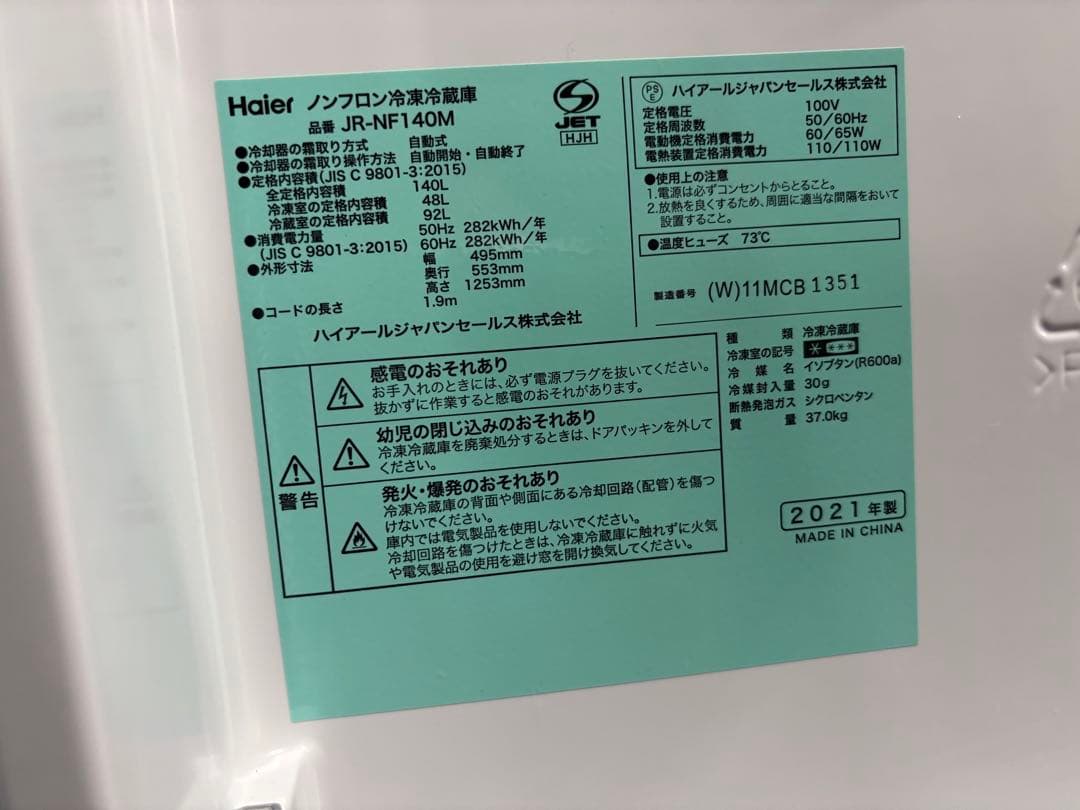 Haier ノンフロン冷凍冷蔵庫
品番 JR-NF140M
●冷却器の霜取り方式 自動式
●冷却器の霜取り操作方法 自動開始・自動終了
●定格内容積(JIS C 9801-3:2015)
全定格内容積 140L
冷凍室の定格内容積 48L
冷蔵室の定格内容積 92L
●消費電力量 50Hz 282kWh/年
(JIS C 9801-3:2015) 60Hz 282kWh/年
●外形寸法 幅 495mm
奥行 553mm
高さ 1253mm
●コードの長さ 1.9m
ハイアールジャパンセールス株式会社
JET
HJH
PSE ハイアールジャパンセールス株式会社
定格電圧 100V
定格周波数 50/60Hz
電動機定格消費電力 60/65W
電熱装置定格消費電力 110/110W
●使用上の注意
1.電源は必ずコンセントからとること。
2.放熱を良くするため、周囲に適当な間隔をおいて
設置すること。
●温度ヒューズ 73℃
製造番号 (W)11MCB 1351
種類 冷凍冷蔵庫
冷凍室の記号 * ***
冷媒名 イソブタン(R600a)
冷媒封入量 30g
断熱発泡ガス シクロペンタン
質量 37.0kg
2021年製
MADE IN CHINA
警告
感電のおそれあり
お手入れのときには、必ず電源プラグを抜いてください。
抜かずに作業すると感電のおそれがあります。
幼児の閉じ込みのおそれあり
冷凍冷蔵庫を廃棄処分するときは、ドアパッキンを外して
ください。
発火・爆発のおそれあり
冷凍冷蔵庫の背面や側面にある冷却回路(配管)を傷つ
けないでください。
庫内では電気製品を使用しないでください。
冷却回路を傷つけたときは、冷凍冷蔵庫に触れずに火気
や電気製品の使用を避け窓を開け換気してください。